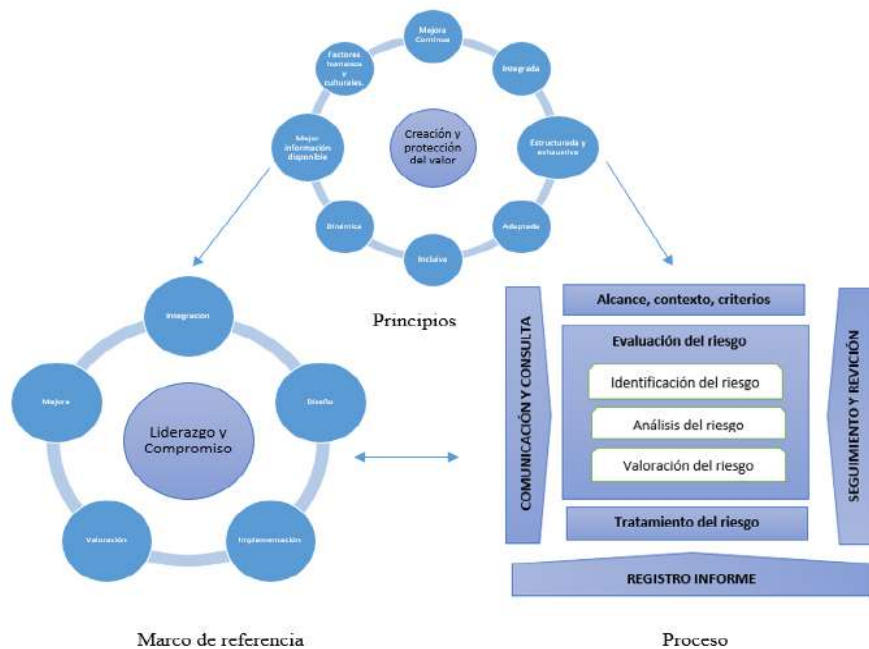 Mejora
Continua
Factores
humanos
y
culturales.
Integrada
Mejor
información
disponible
Creación y
protección
del valor
Estructurada y
exhaustiva
Dinámica
Adaptada
Inclusiva
Principios
Integración
Mejora
Diseño
Liderazgo y
Compromiso
Valoración
Implementación
Marco de referencia
Alcance, contexto, criterios
COMUNICACIÓN Y CONSULTA
Evaluación del riesgo
Identificación del riesgo
Análisis del riesgo
Valoración del riesgo
SEGUIMIENTO Y REVICIÓN
Tratamiento del riesgo
REGISTRO INFORME
Proceso